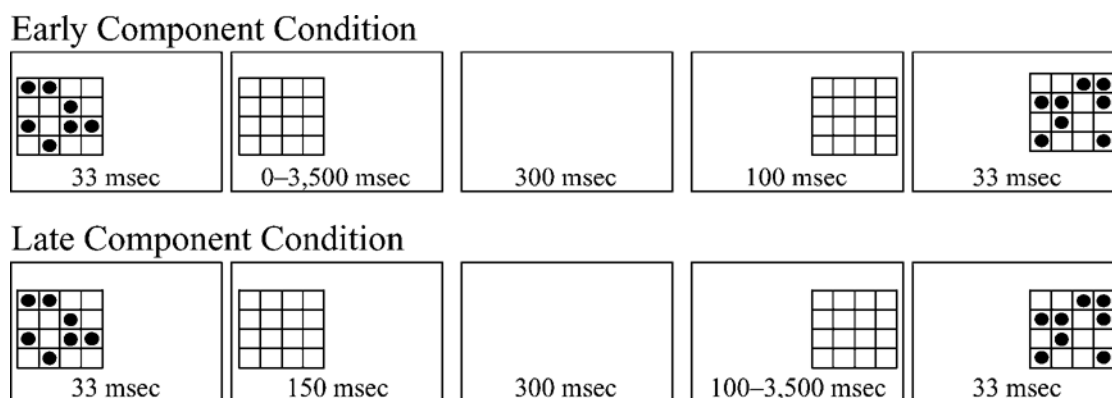 Early Component Condition
33 msec 0–3,500 msec 300 msec 100 msec 33 msec
Late Component Condition
33 msec 150 msec 300 msec 100–3,500 msec 33 msec